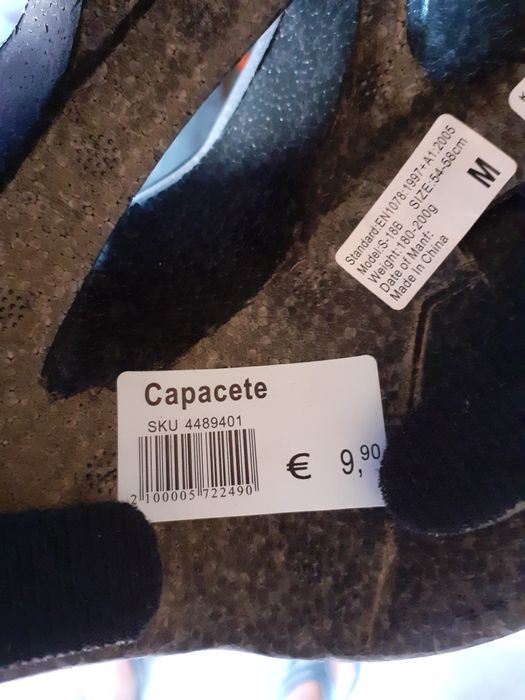 Standard:EN1078:1997+A1:2005
Model:S-18B SIZE:54-58cm
Weight:180-200g
Date of Manf:
Made In China
M
Capacete
SKU 4489401
2 100005 722490
€ 9,90